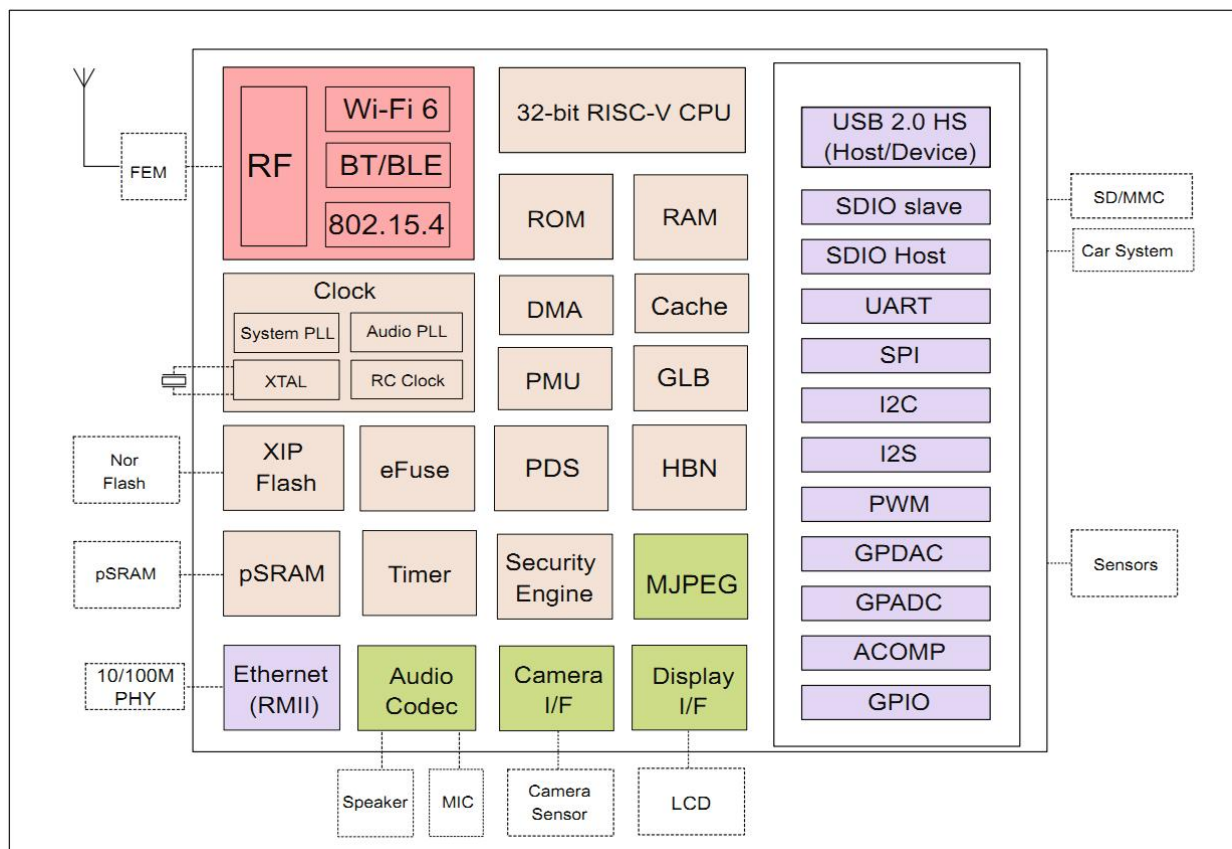 FEM
RF
Wi-Fi 6
BT/BLE
802.15.4
Clock
System PLL
Audio PLL
XTAL
RC Clock
Nor
Flash
XIP
Flash
eFuse
pSRAM
pSRAM
Timer
10/100M
PHY
Ethernet
(RMII)
Audio
Codec
Speaker
MIC
32-bit RISC-V CPU
ROM
RAM
DMA
Cache
PMU
GLB
PDS
HBN
Security
Engine
MJPEG
Camera
I/F
Display
I/F
Camera
Sensor
LCD
USB 2.0 HS
(Host/Device)
SDIO slave
SDIO Host
UART
SPI
I2C
I2S
PWM
GPDAC
GPADC
ACOMP
GPIO
SD/MMC
Car System
Sensors